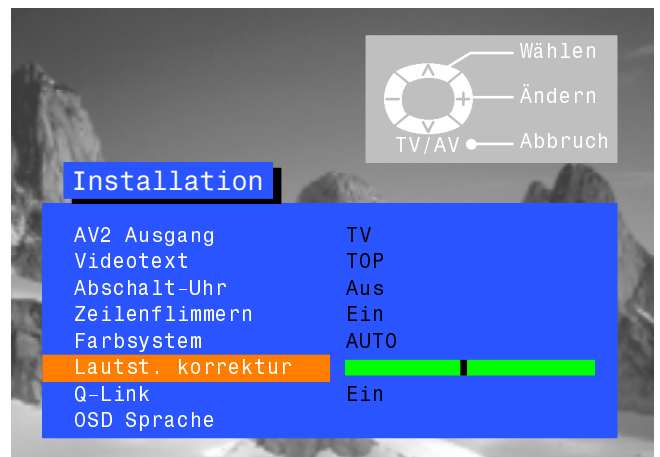 Wählen
Ändern
TV/AV Abbruch
Installation
AV2 Ausgang TV
Videotext TOP
Abschalt-Uhr Aus
Zeilenflimmern Ein
Farbsystem AUTO
Lautst. korrektur
Q-Link Ein
OSD Sprache